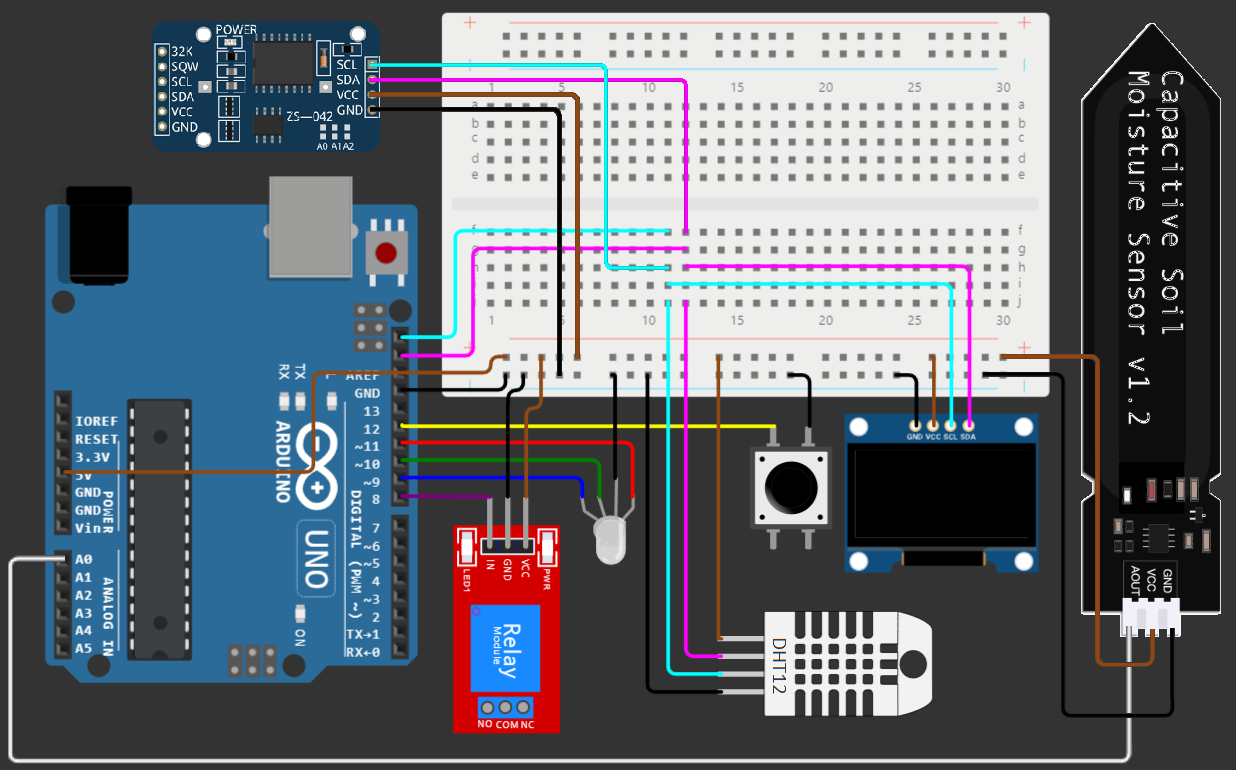 POWER
32K
SQW
SCL
SDA
VCC
GND
SCL
SDA
VCC
GND
ZS-042
A0 A1 A2
1 5 10 15 20 25 30
a a
b b
c c
d d
e e
f f
g g
h h
i i
j j
1 5 10 15 20 25 30
Capacitive Soil
Moisture Sensor v1.2
AOUT
VCC
GND
RX
TX
L
AREF
GND
13
12
~11
~10
~9
8
7
~6
~5
4
~3
2
TX→1
RX←0
DIGITAL (PWM ~)
ARDUINO
UNO
ON
IOREF
RESET
3.3V
5V
GND
GND
Vin
POWER
A0
A1
A2
A3
A4
A5
ANALOG IN
LED1
IN
GND
VCC
PWR
Relay
Module
NO COM NC
GND VCC SCL SDA
DHT12